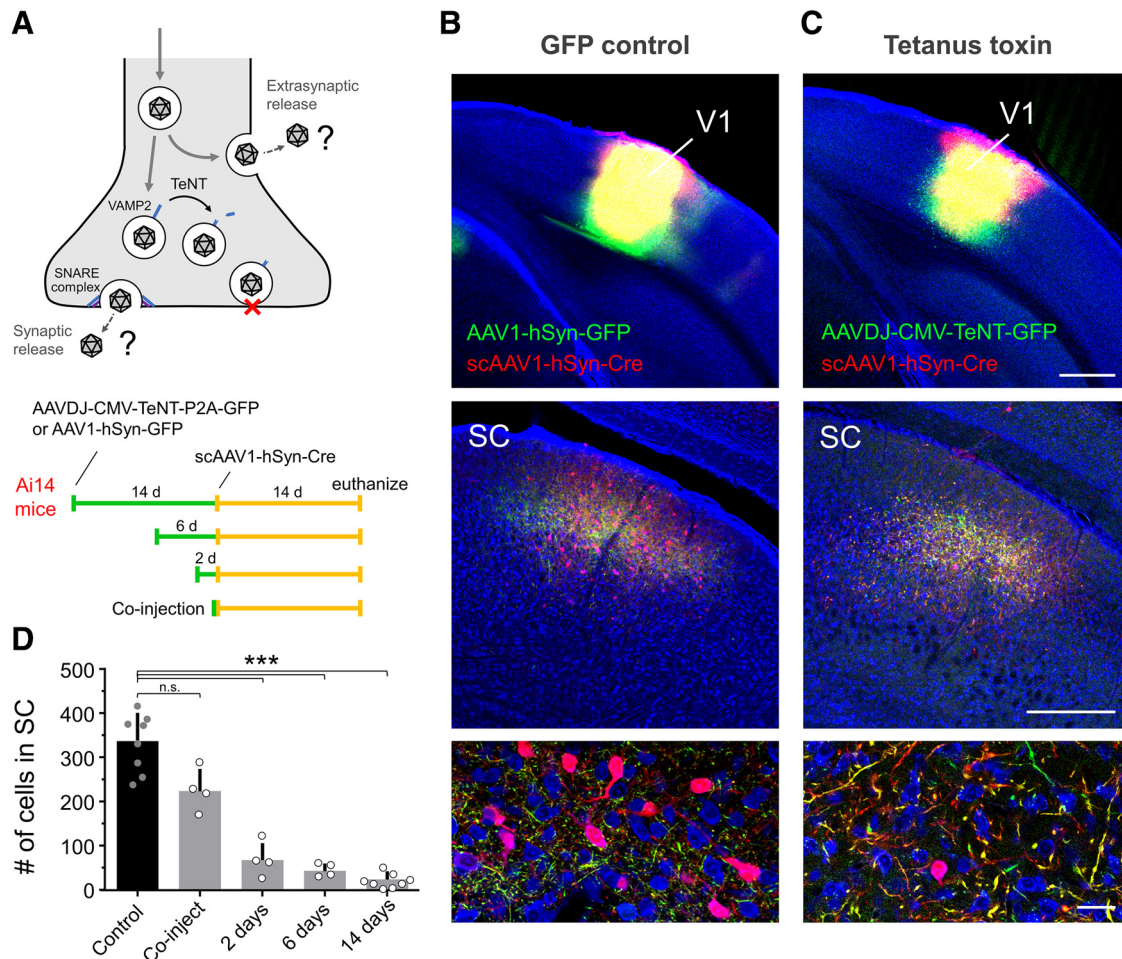 A
Extrasynaptic
release
?
TeNT
VAMP2
SNARE
complex
Synaptic
release
?
AAVDJ-CMV-TeNT-P2A-GFP
or AAV1-hSyn-GFP
scAAV1-hSyn-Cre
Ai14
mice
14 d
14 d
euthanize
6 d
2 d
Co-injection
B
GFP control
V1
AAV1-hSyn-GFP
scAAV1-hSyn-Cre
SC
C
Tetanus toxin
V1
AAVDJ-CMV-TeNT-GFP
scAAV1-hSyn-Cre
SC
D
# of cells in SC
500
400
300
200
100
0
***
n.s.
Control
Co-inject
2 days
6 days
14 days